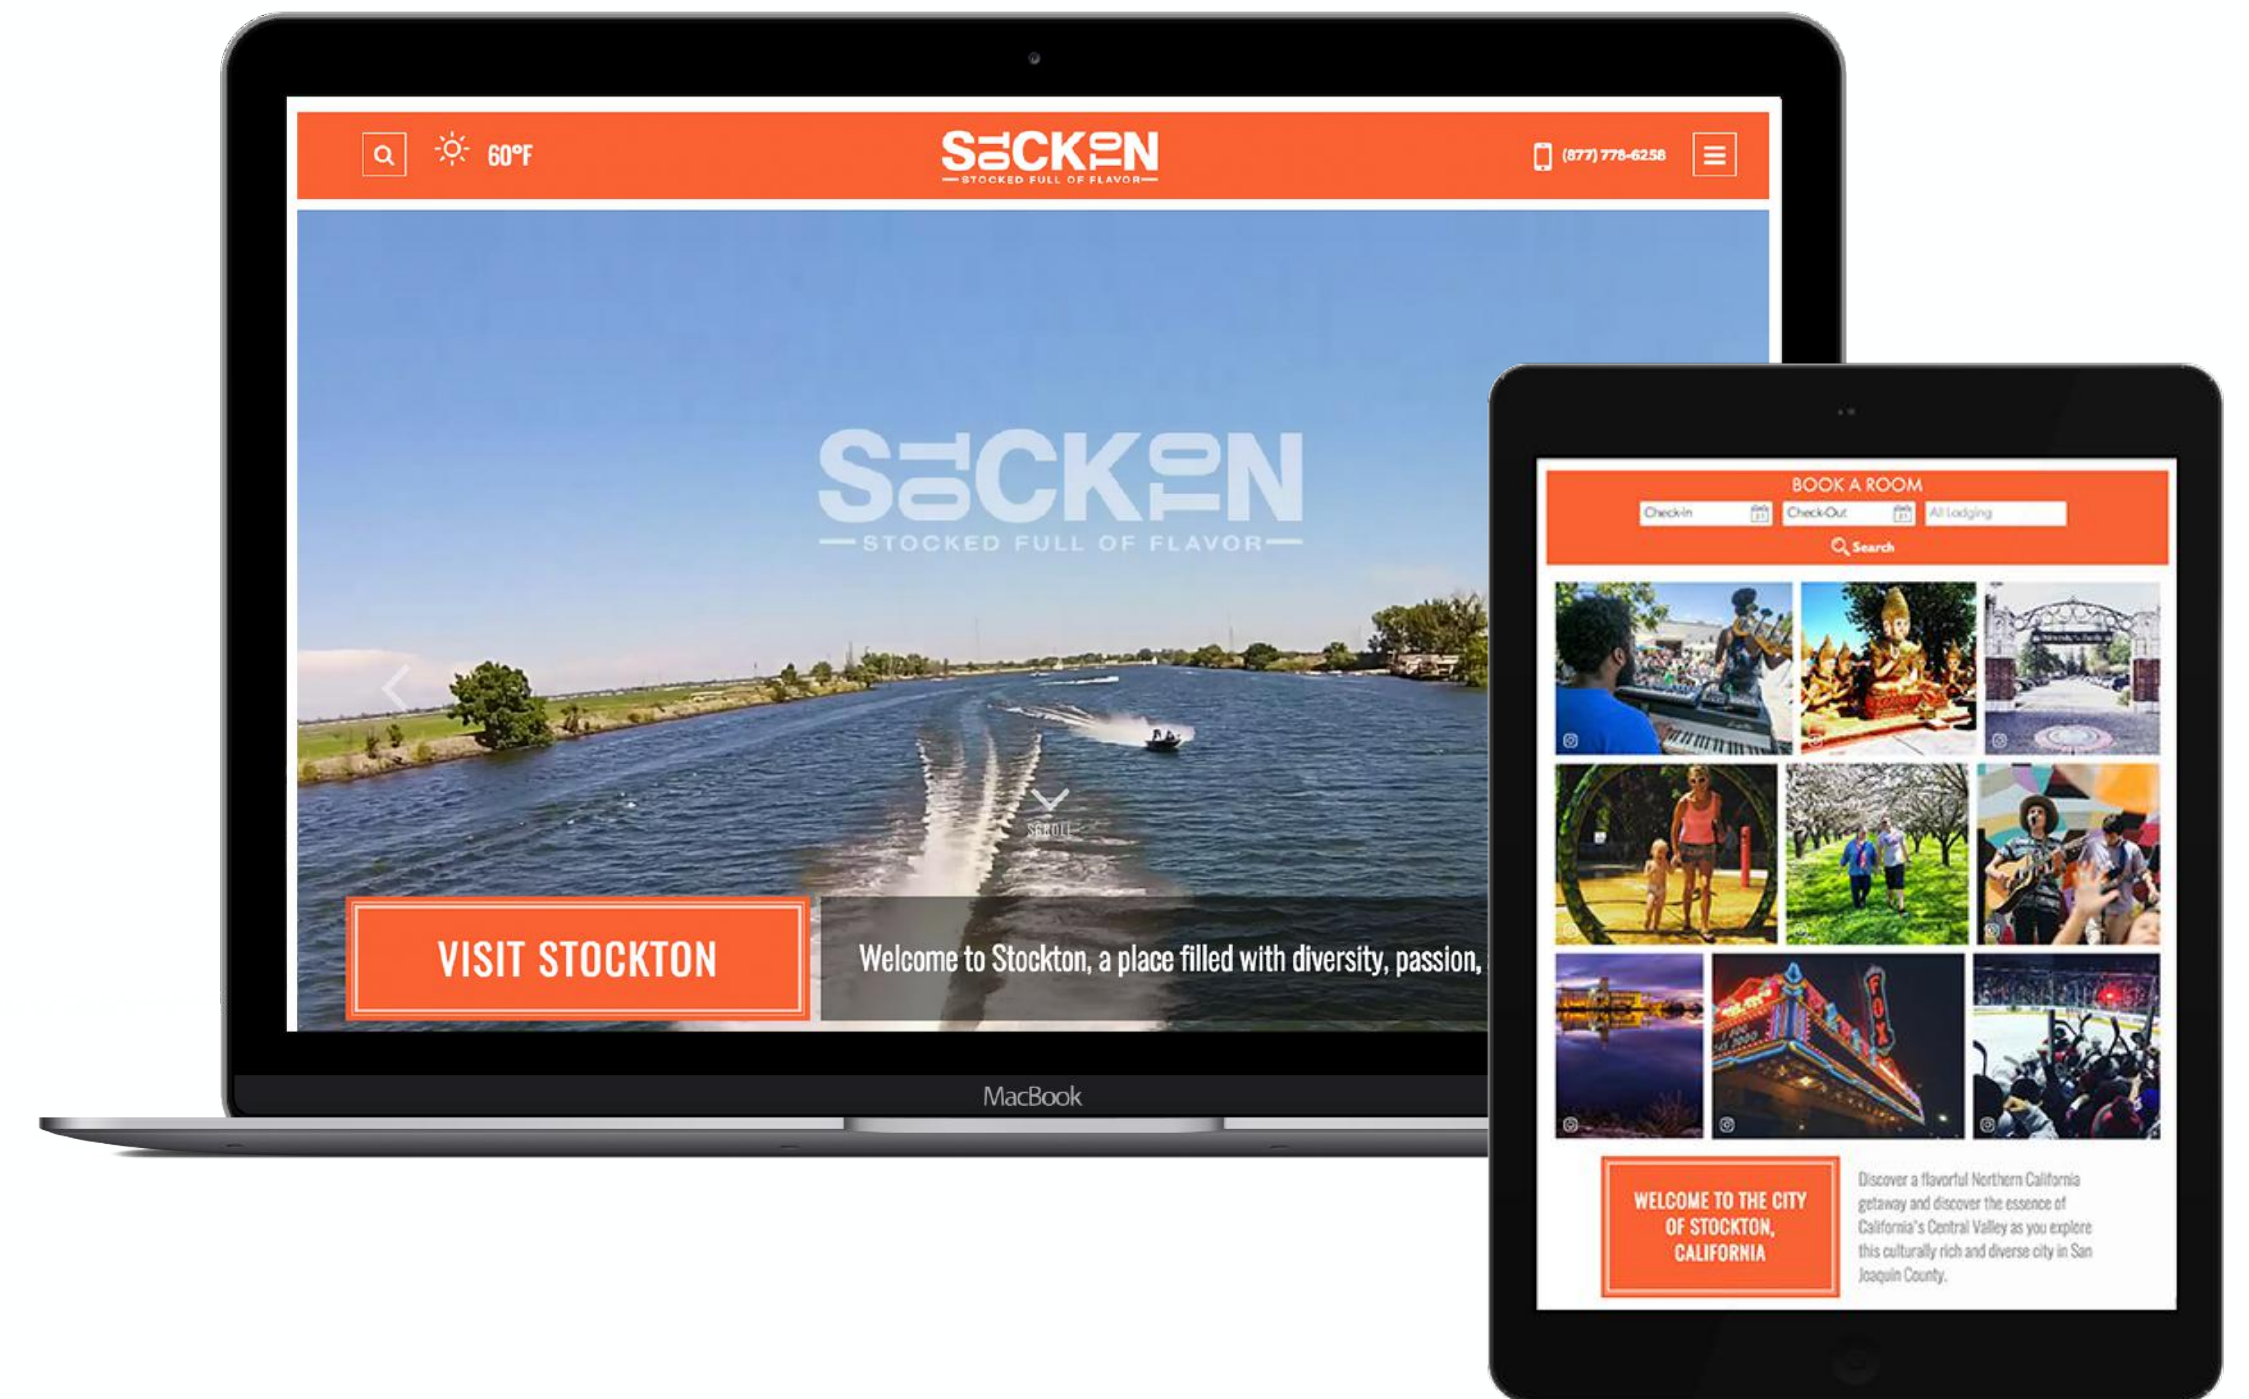 60°F
STOCKTON
STOCKED FULL OF FLAVOR
(877) 778-6258
STOCKTON
STOCKED FULL OF FLAVOR
SCROLL
VISIT STOCKTON
Welcome to Stockton, a place filled with diversity, passion,
MacBook
BOOK A ROOM
Check-in
Check-Out
All Lodging
Search
FOX
WELCOME TO THE CITY
OF STOCKTON,
CALIFORNIA
Discover a flavorful Northern California
getaway and discover the essence of
California's Central Valley as you explore
this culturally rich and diverse city in San
Joaquin County.